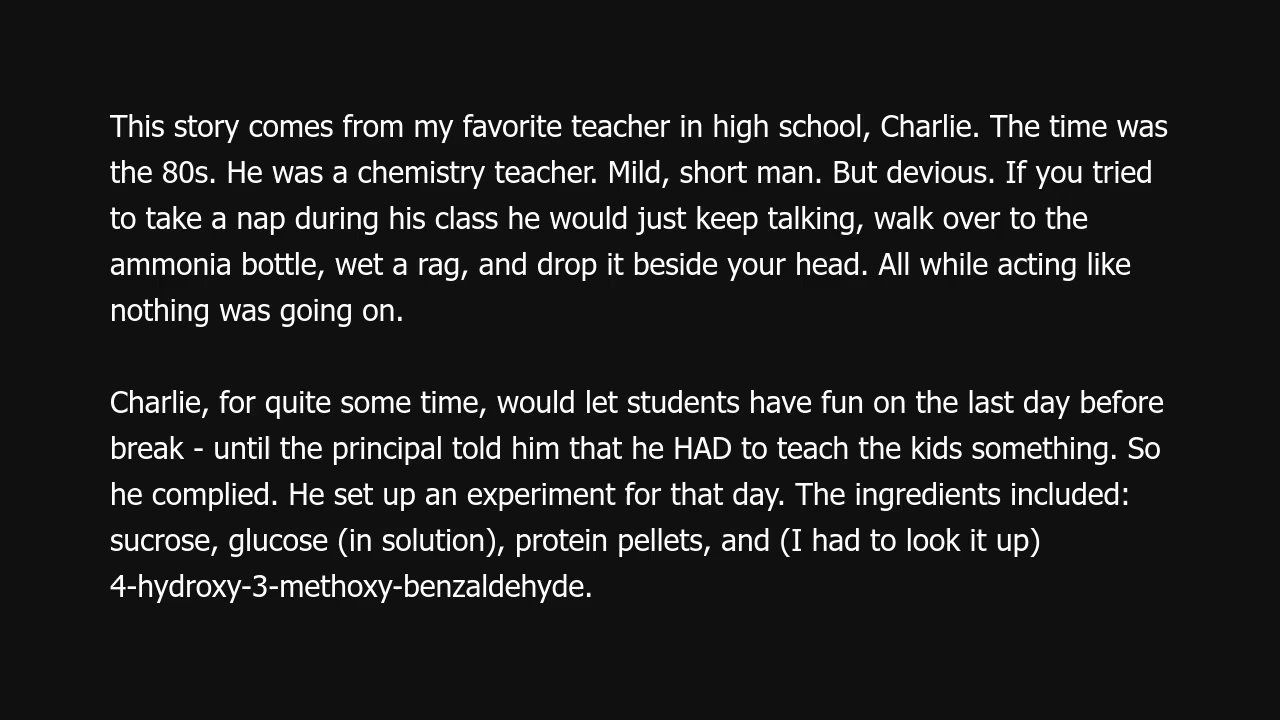 This story comes from my favorite teacher in high school, Charlie. The time was
the 80s. He was a chemistry teacher. Mild, short man. But devious. If you tried
to take a nap during his class he would just keep talking, walk over to the
ammonia bottle, wet a rag, and drop it beside your head. All while acting like
nothing was going on.
Charlie, for quite some time, would let students have fun on the last day before
break - until the principal told him that he HAD to teach the kids something. So
he complied. He set up an experiment for that day. The ingredients included:
sucrose, glucose (in solution), protein pellets, and (I had to look it up)
4-hydroxy-3-methoxy-benzaldehyde.